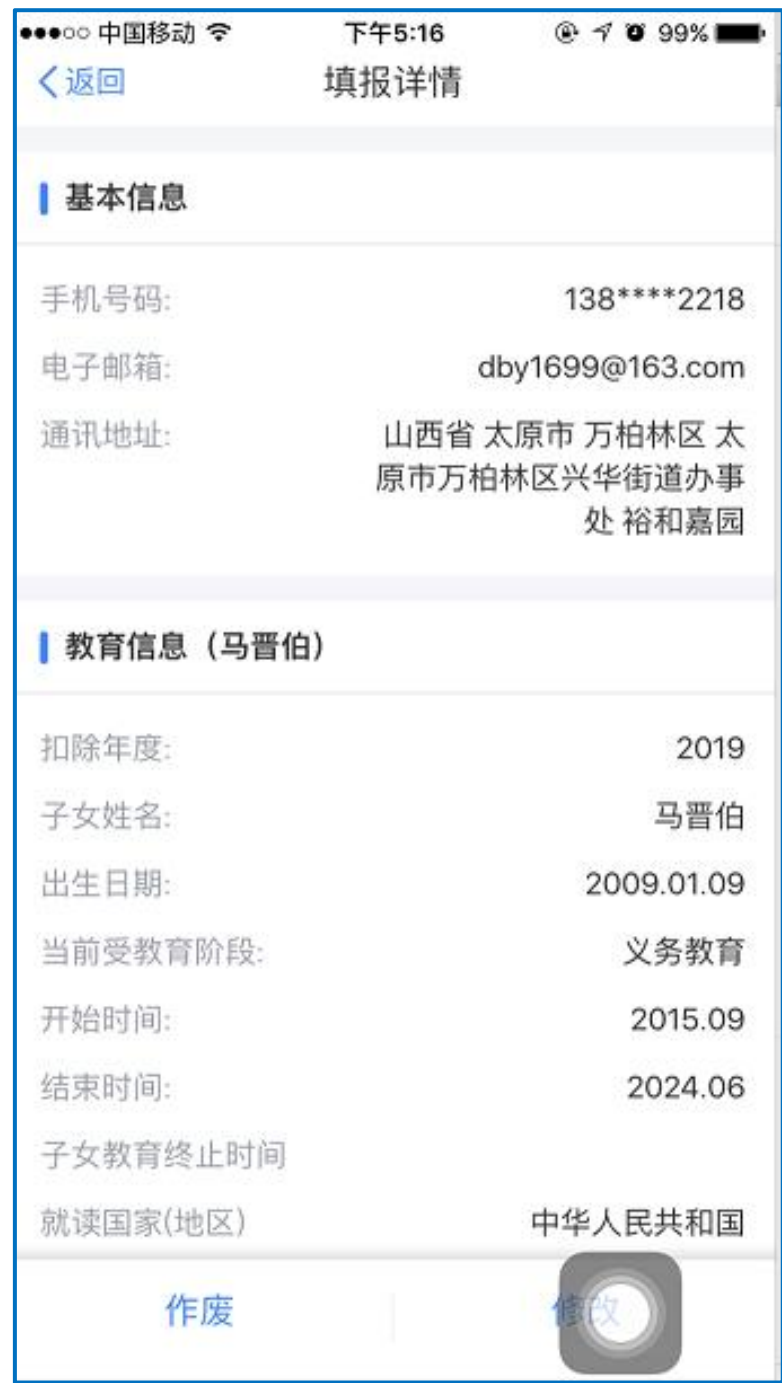 中国移动 下午5:16 99%
返回 填报详情
基本信息
手机号码: 138****2218
电子邮箱: dby1699@163.com
通讯地址: 山西省 太原市 万柏林区 太
原市万柏林区兴华街道办事
处 裕和嘉园
教育信息（马晋伯）
扣除年度: 2019
子女姓名: 马晋伯
出生日期: 2009.01.09
当前受教育阶段: 义务教育
开始时间: 2015.09
结束时间: 2024.06
子女教育终止时间
就读国家(地区) 中华人民共和国
作废 修改